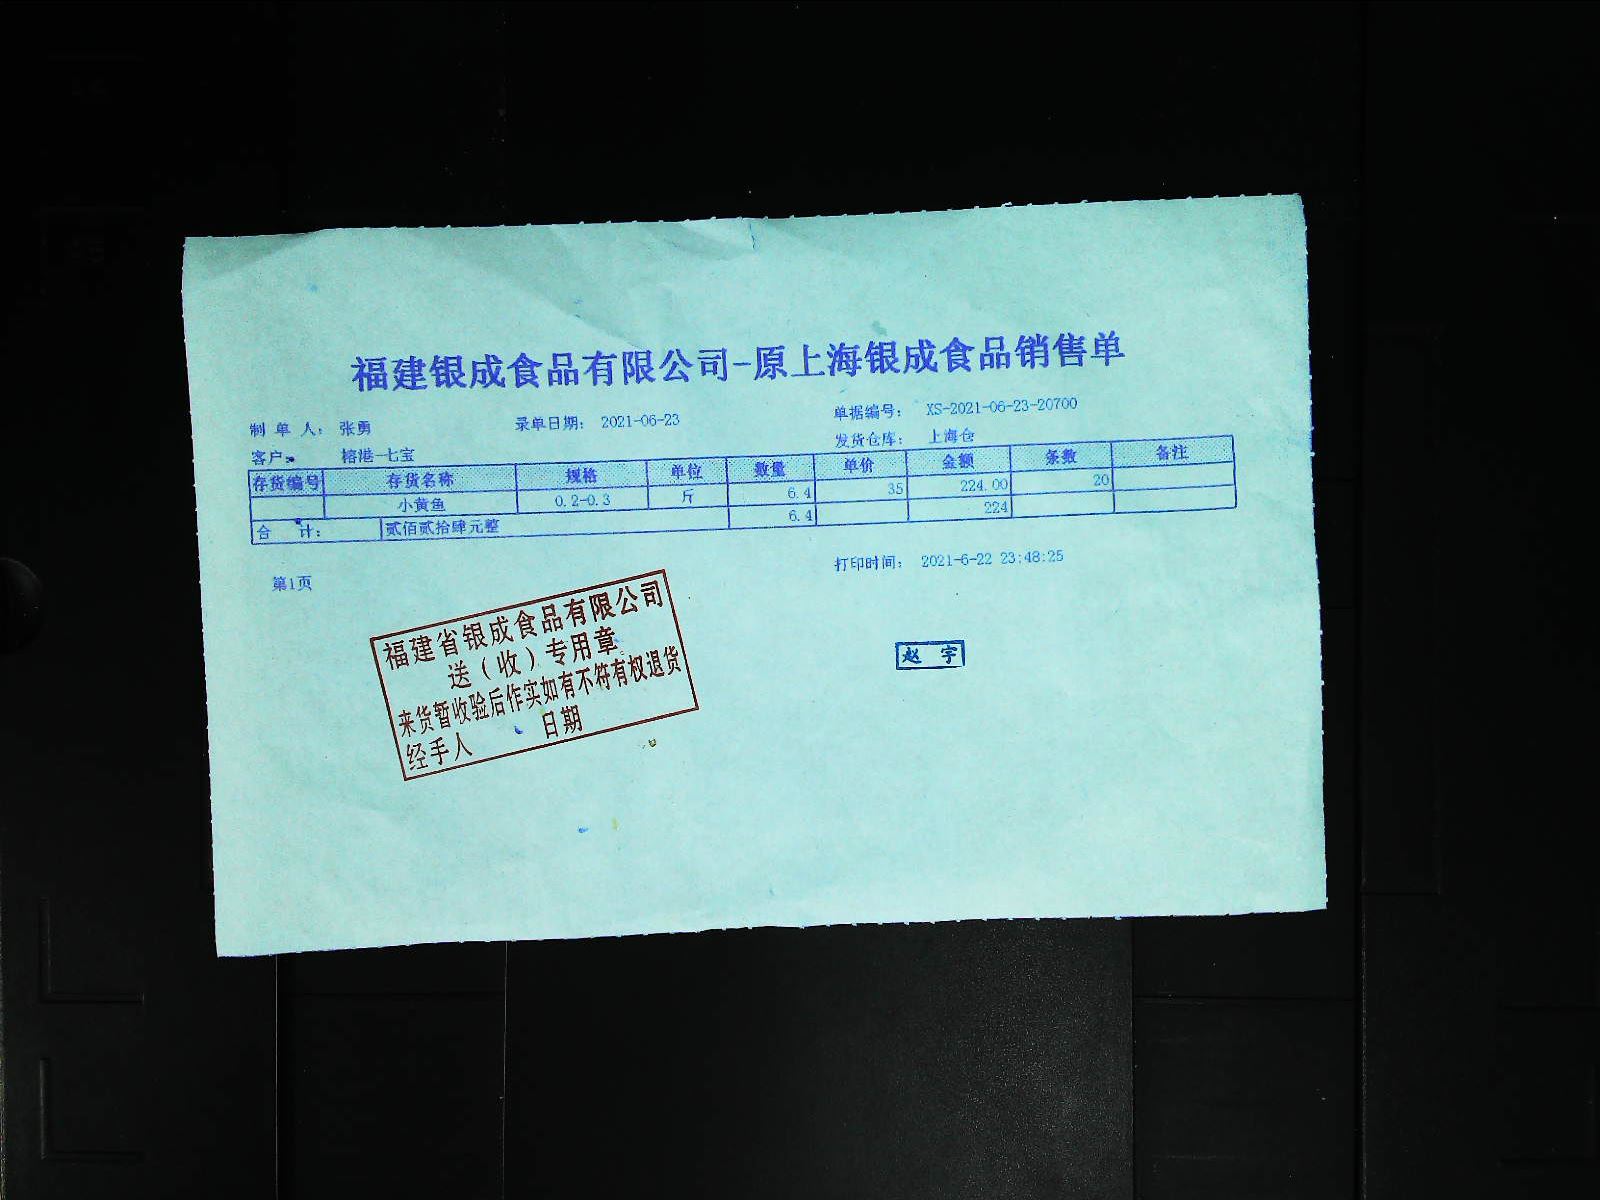 福建银成食品有限公司-原上海银成食品销售单
制 单 人： 张勇 录单日期： 2021-06-23 单据编号： XS-2021-06-23-20700
客户： 榕港-七宝 发货仓库： 上海仓
存货编号 存货名称 规格 单位 数量 单价 金额 条数 备注
小黄鱼 0.2-0.3 斤 6.4 35 224.00 20
合 计： 贰佰贰拾肆元整 6.4 224
第1页 打印时间： 2021-6-22 23:48:25
福建省银成食品有限公司
送（收）专用章
来货暂收验后作实如有不符有权退货
经手人 日期
赵 宇